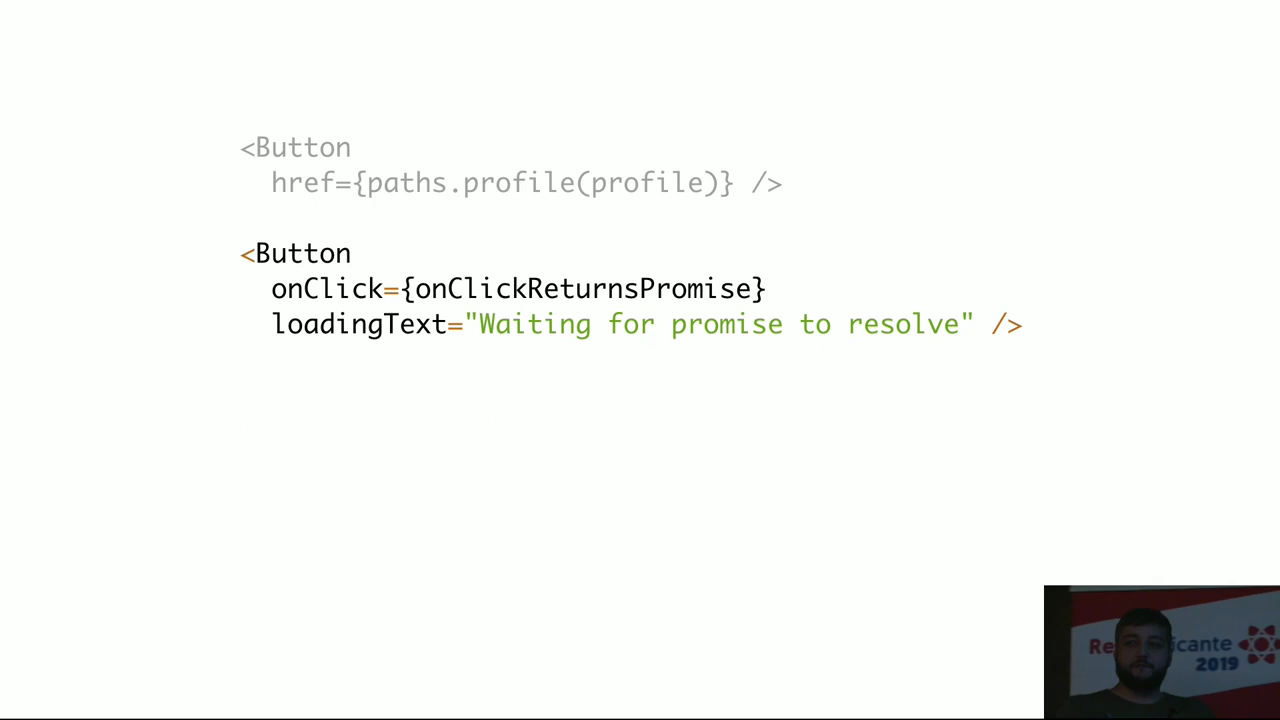 <Button
href={paths.profile(profile)} />
<Button
onClick={onClickReturnsPromise}
loadingText="Waiting for promise to resolve" />
2019